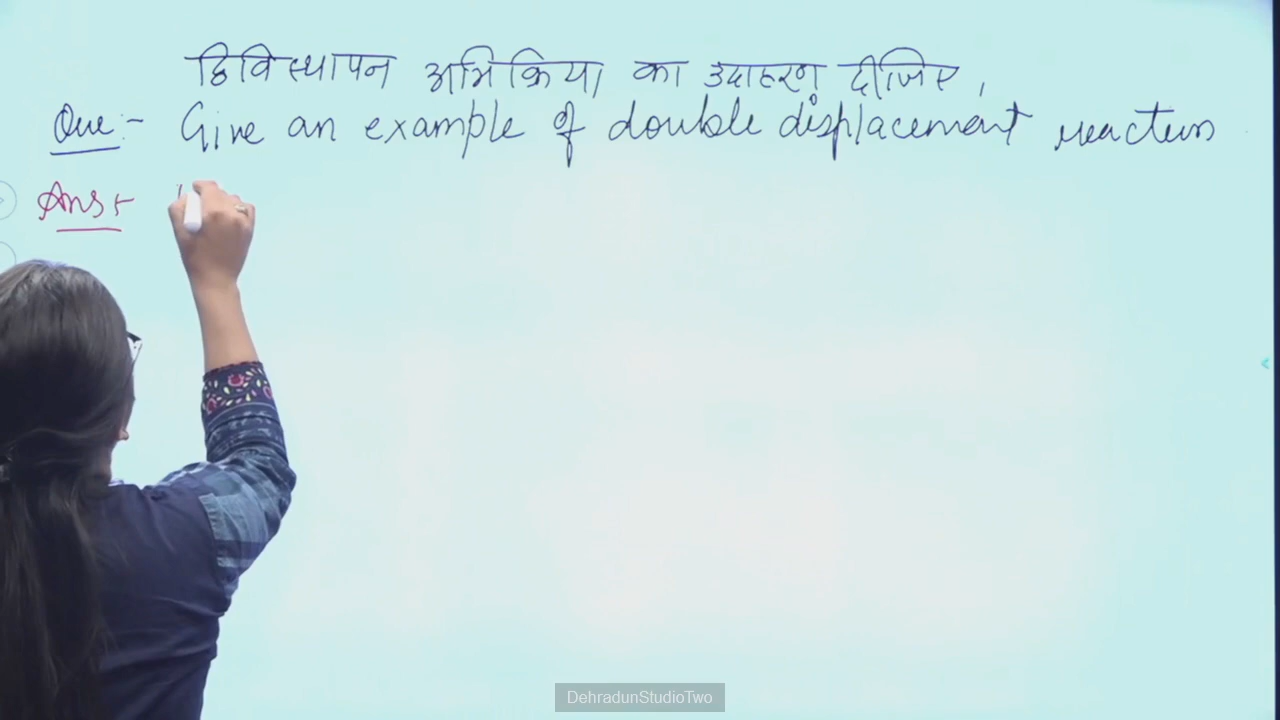 द्विविस्थापन अभिक्रिया का उदाहरण दीजिए,
Que:- Give an example of double displacement reaction
Ans:-
DehradunStudioTwo